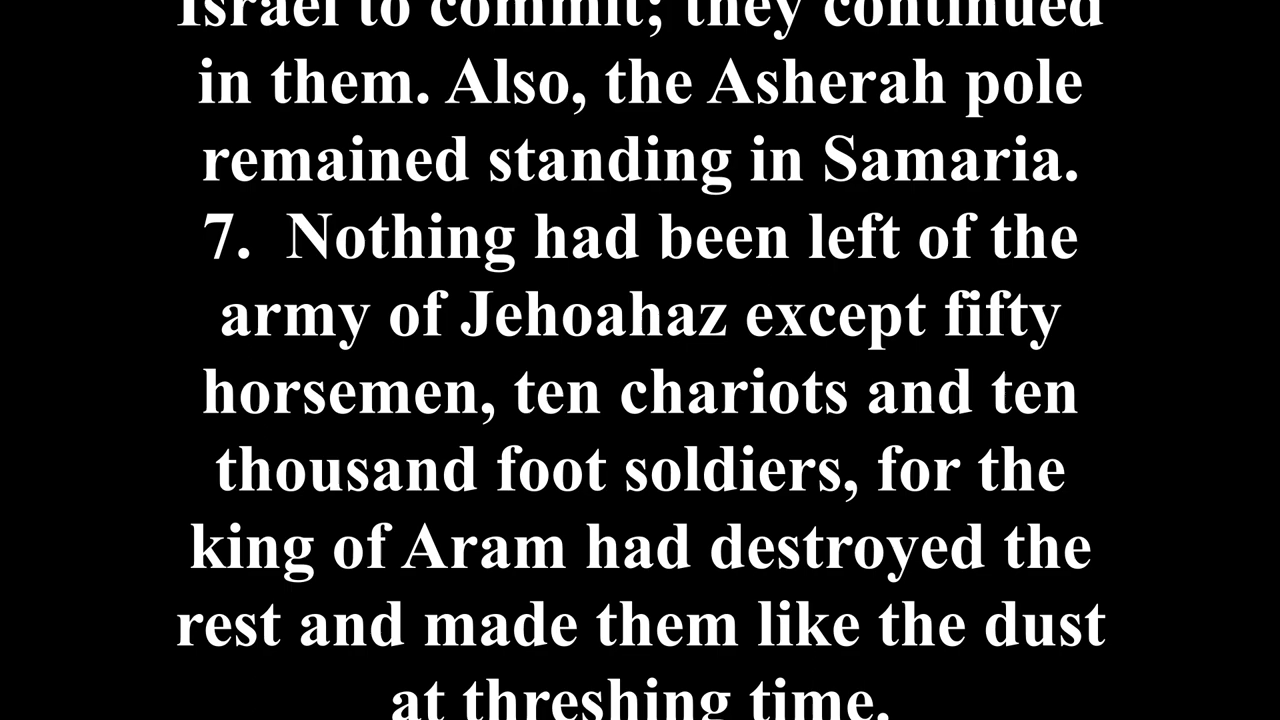 Israel to commit; they continued
in them. Also, the Asherah pole
remained standing in Samaria.
7.  Nothing had been left of the
army of Jehoahaz except fifty
horsemen, ten chariots and ten
thousand foot soldiers, for the
king of Aram had destroyed the
rest and made them like the dust
at threshing time.